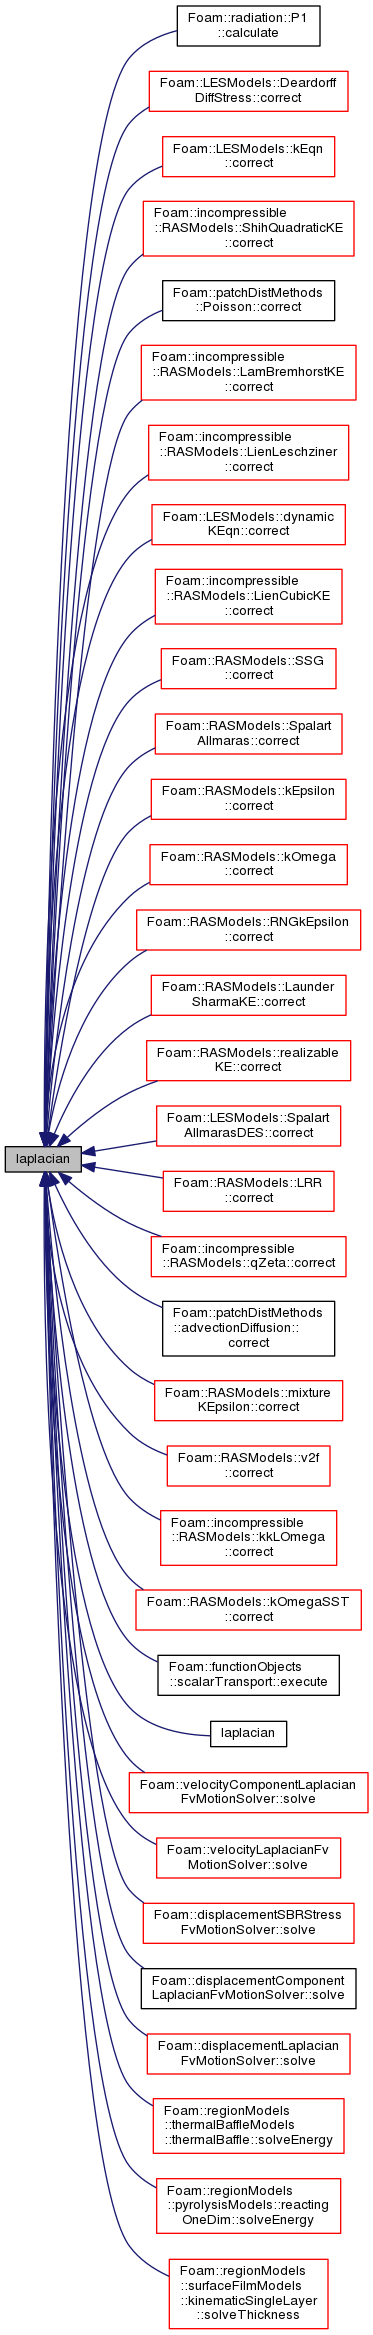 Foam::radiation::P1
::calculate
Foam::LESModels::Deardorff
DiffStress::correct
Foam::LESModels::kEqn
::correct
Foam::incompressible
::RASModels::ShihQuadraticKE
::correct
Foam::patchDistMethods
::Poisson::correct
Foam::incompressible
::RASModels::LamBremhorstKE
::correct
Foam::incompressible
::RASModels::LienLeschziner
::correct
Foam::LESModels::dynamic
KEqn::correct
Foam::incompressible
::RASModels::LienCubicKE
::correct
Foam::RASModels::SSG
::correct
Foam::RASModels::Spalart
Allmaras::correct
Foam::RASModels::kEpsilon
::correct
Foam::RASModels::kOmega
::correct
Foam::RASModels::RNGkEpsilon
::correct
Foam::RASModels::Launder
SharmaKE::correct
Foam::RASModels::realizable
KE::correct
laplacian
Foam::LESModels::Spalart
AllmarasDES::correct
Foam::RASModels::LRR
::correct
Foam::incompressible
::RASModels::qZeta::correct
Foam::patchDistMethods
::advectionDiffusion::
correct
Foam::RASModels::mixture
KEpsilon::correct
Foam::RASModels::v2f
::correct
Foam::incompressible
::RASModels::kkLOmega
::correct
Foam::RASModels::kOmegaSST
::correct
Foam::functionObjects
::scalarTransport::execute
laplacian
Foam::velocityComponentLaplacian
FvMotionSolver::solve
Foam::velocityLaplacianFv
MotionSolver::solve
Foam::displacementSBRStress
FvMotionSolver::solve
Foam::displacementComponent
LaplacianFvMotionSolver::solve
Foam::displacementLaplacian
FvMotionSolver::solve
Foam::regionModels
::thermalBaffleModels
::thermalBaffle::solveEnergy
Foam::regionModels
::pyrolysisModels::reacting
OneDim::solveEnergy
Foam::regionModels
::surfaceFilmModels
::kinematicSingleLayer
::solveThickness